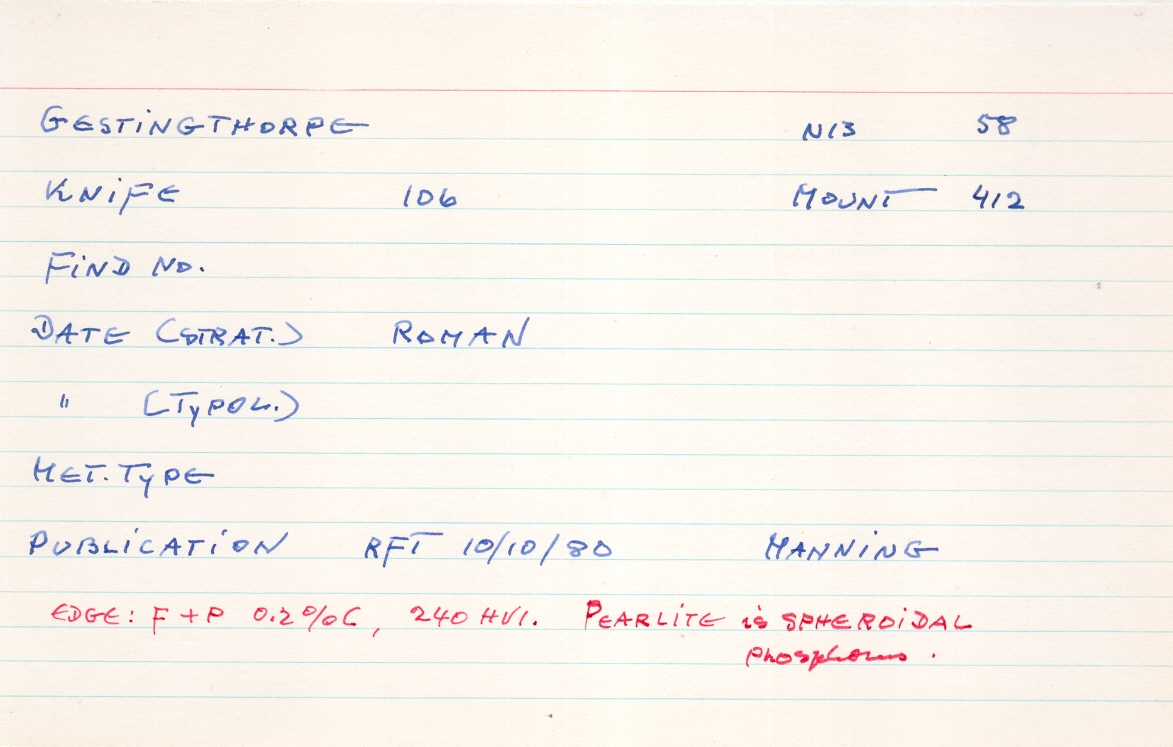 GESTINGTHORPE N13 58
KNiFE 106 MOUNT 412
FiND NO.
DATE (STRAT.) ROMAN
" (TyPOL.)
MET. TyPE
PUBLiCATiON RFT 10/10/80 MANNiNG
EDGE: F + P 0.2%C, 240 HV1. PEARLiTE is SPHEROiDAL
Phosphorus.